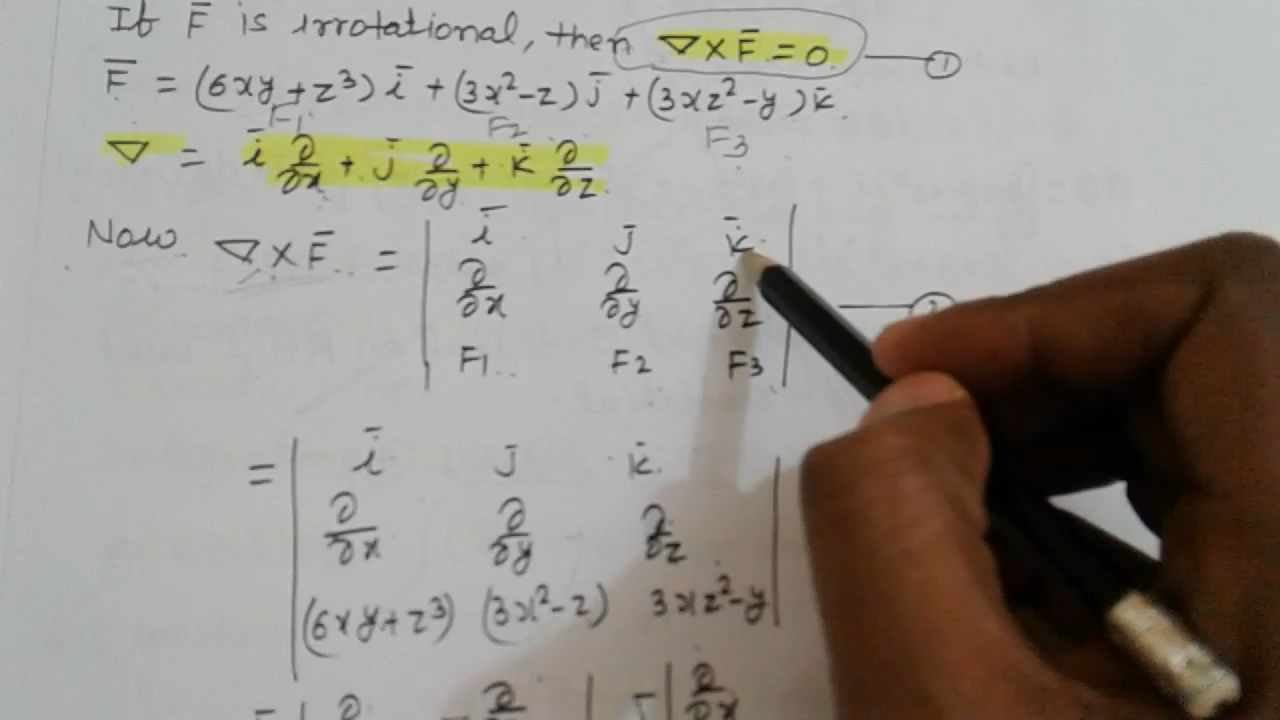 If F̄ is irrotational, then ∇×F̄ = 0 — ①
F̄ = (6xy+z³) ī + (3x²-z) j̄ + (3xz²-y) k̄.
F1 F2 F3
∇ = ī ∂/∂x + j̄ ∂/∂y + k̄ ∂/∂z.
Now ∇×F̄ = | ī j̄ k̄ |
| ∂/∂x ∂/∂y ∂/∂z |
| F1 F2 F3 |
= | ī j̄ k̄ |
| ∂/∂x ∂/∂y ∂/∂z |
| (6xy+z³) (3x²-z) 3xz²-y |